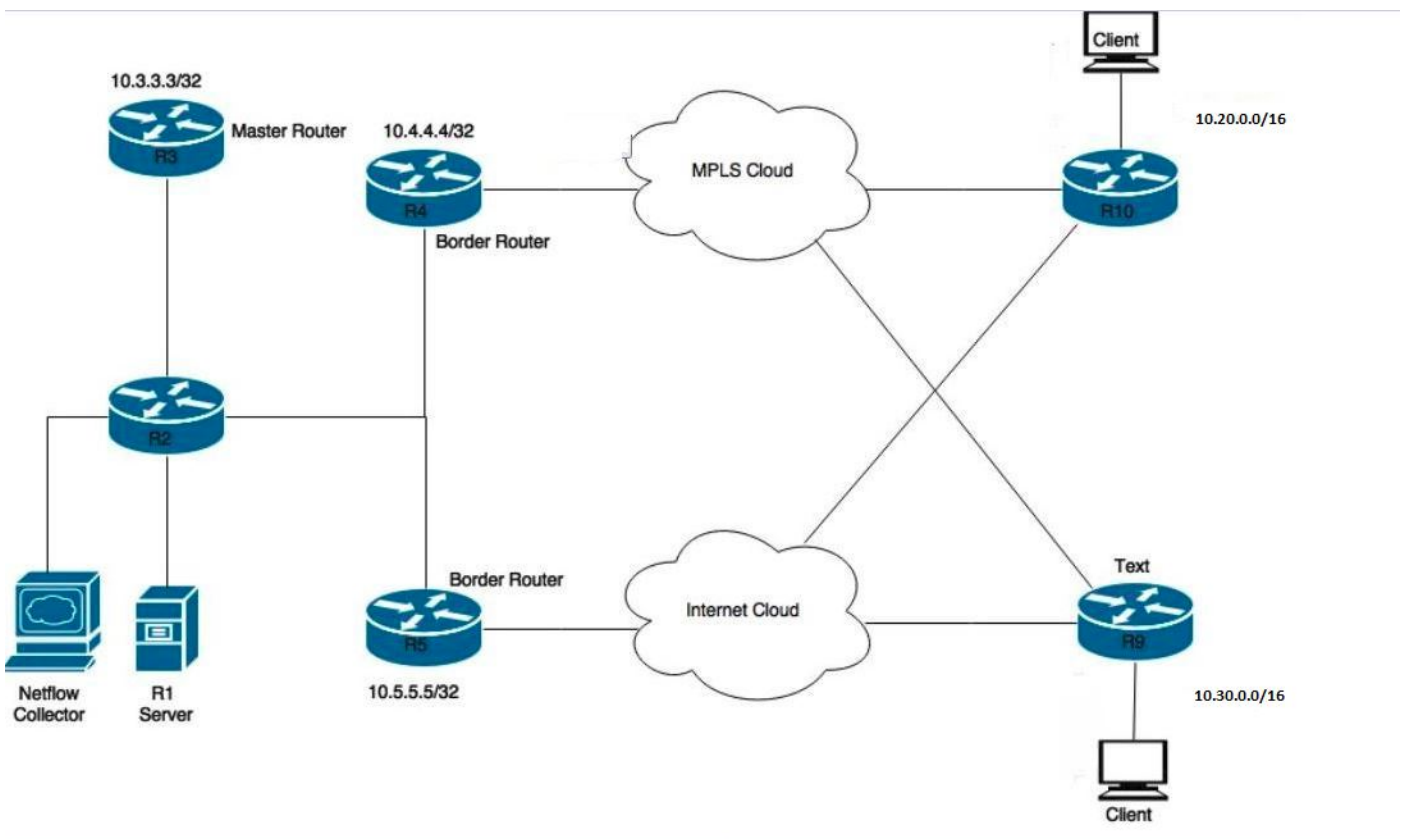 Client
10.3.3.3/32
10.20.0.0/16
Master Router
10.4.4.4/32
R3
MPLS Cloud
R4
R10
Border Router
R2
Border Router
Text
Internet Cloud
R5
R9
10.5.5.5/32
10.30.0.0/16
Netflow
Collector
R1
Server
Client